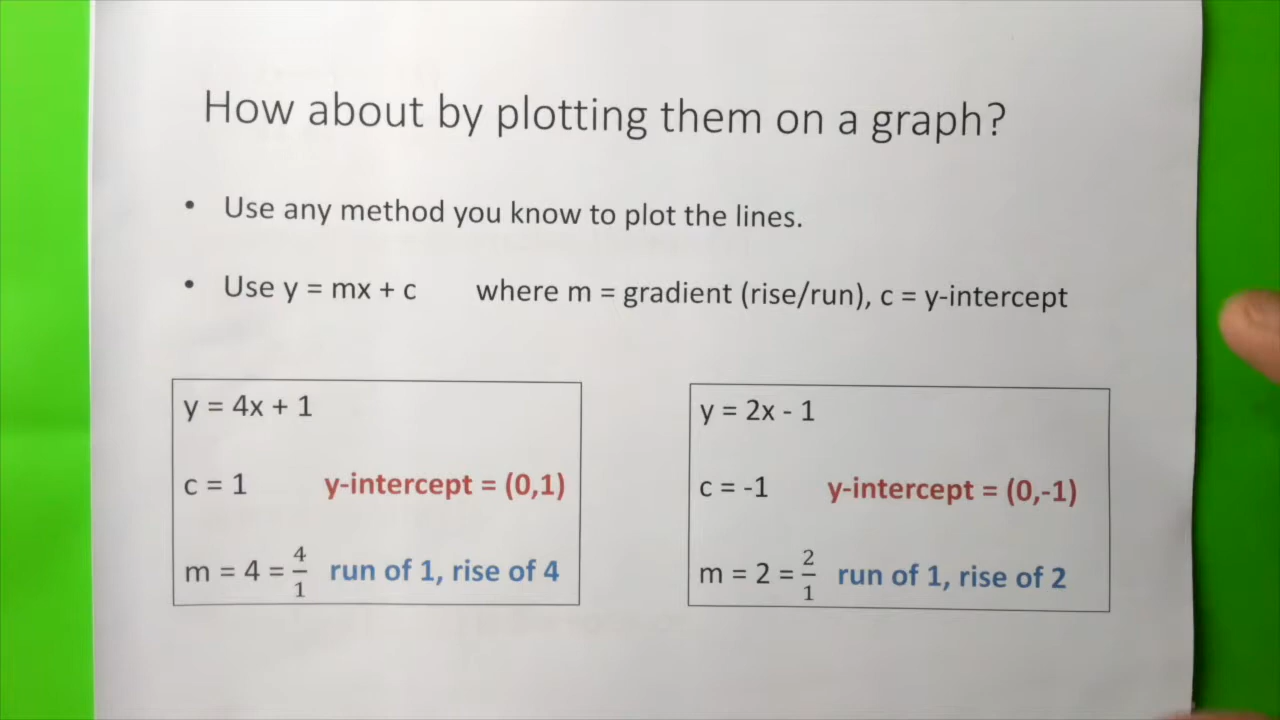 How about by plotting them on a graph?
• Use any method you know to plot the lines.
• Use y = mx + c where m = gradient (rise/run), c = y-intercept
y = 4x + 1
c = 1 y-intercept = (0,1)
m = 4 = 4/1 run of 1, rise of 4
y = 2x - 1
c = -1 y-intercept = (0,-1)
m = 2 = 2/1 run of 1, rise of 2